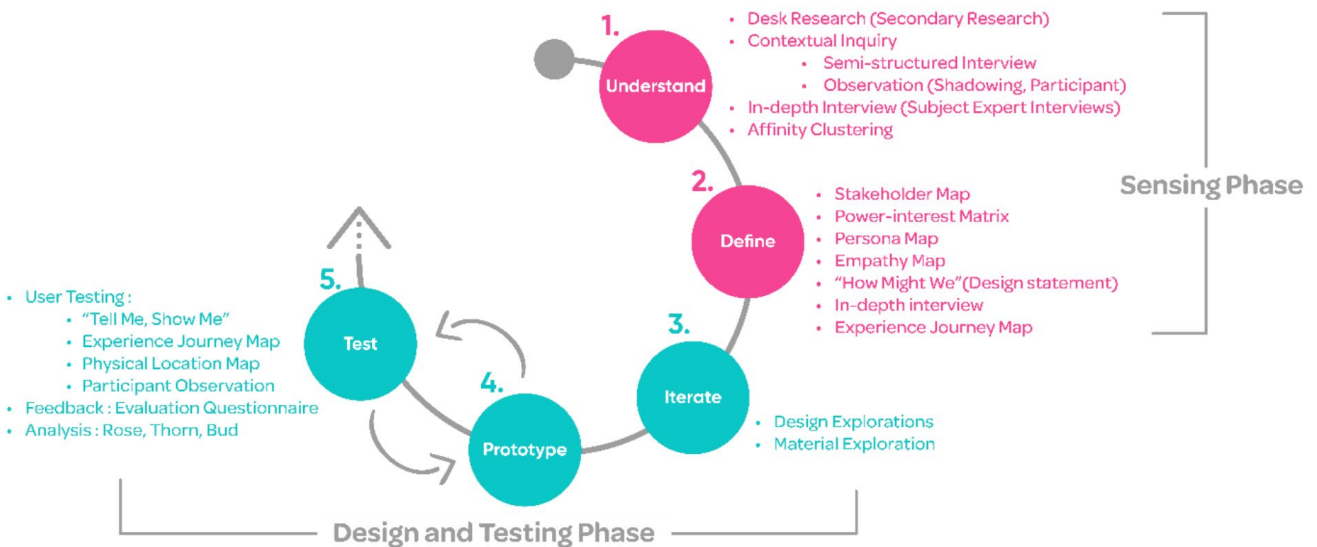 1.
Understand
• Desk Research (Secondary Research)
• Contextual Inquiry
• Semi-structured Interview
• Observation (Shadowing, Participant)
• In-depth Interview (Subject Expert Interviews)
• Affinity Clustering
Sensing Phase
2.
Define
• Stakeholder Map
• Power-interest Matrix
• Persona Map
• Empathy Map
• “How Might We”(Design statement)
• In-depth interview
• Experience Journey Map
3.
Iterate
• Design Explorations
• Material Exploration
4.
Prototype
5.
Test
• User Testing :
• “Tell Me, Show Me”
• Experience Journey Map
• Physical Location Map
• Participant Observation
• Feedback : Evaluation Questionnaire
• Analysis : Rose, Thorn, Bud
Design and Testing Phase